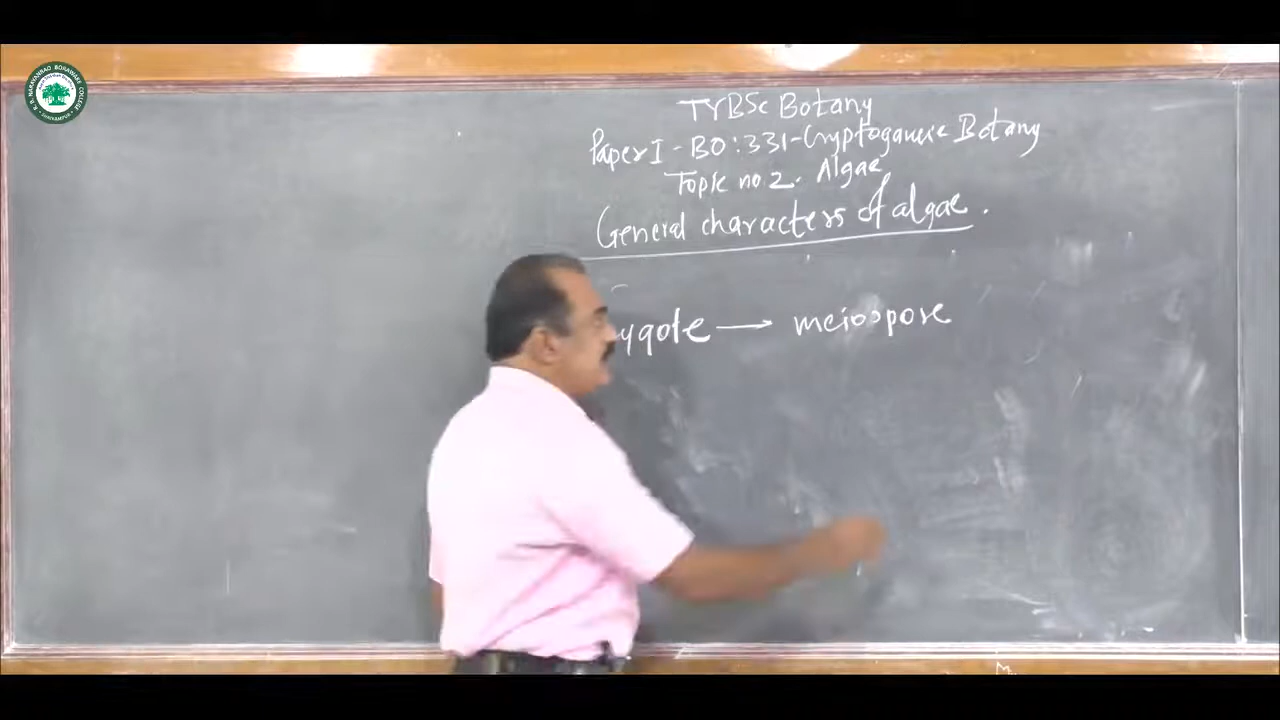 TYBSc Botany
Paper I - BO:331-Cryptogamic Botany
Topic no 2. Algae
General characters of algae.
ygote → meiospore